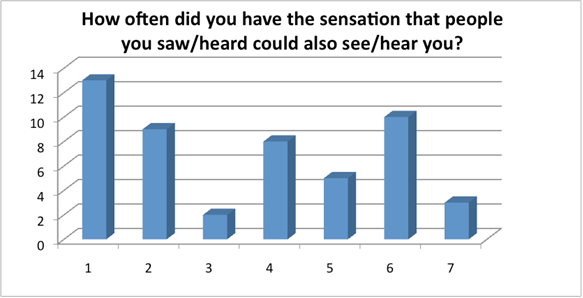 How often did you have the sensation that people
you saw/heard could also see/hear you?
14
12
10
8
6
4
2
0
1 2 3 4 5 6 7